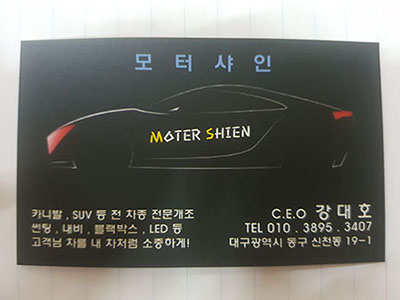 모터샤인
MOTER SHIEN
카니발, SUV 등 전 차종 전문개조
썬팅, 내비, 블랙박스, LED 등
고객님 차를 내 차처럼 소중하게!
C.E.O 강대호
TEL 010. 3895. 3407
대구광역시 동구 신천동 19-1